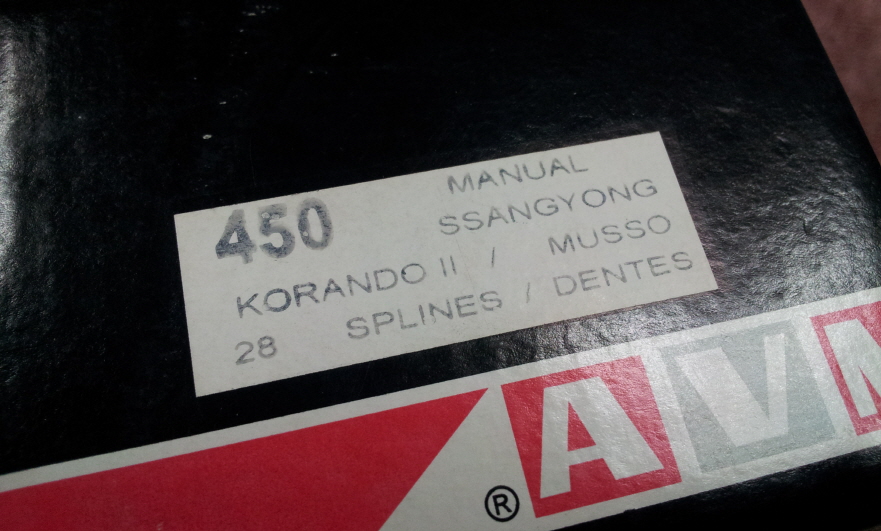 450 MANUAL
SSANGYONG
KORANDO II / MUSSO
28 SPLINES / DENTES
® AVM